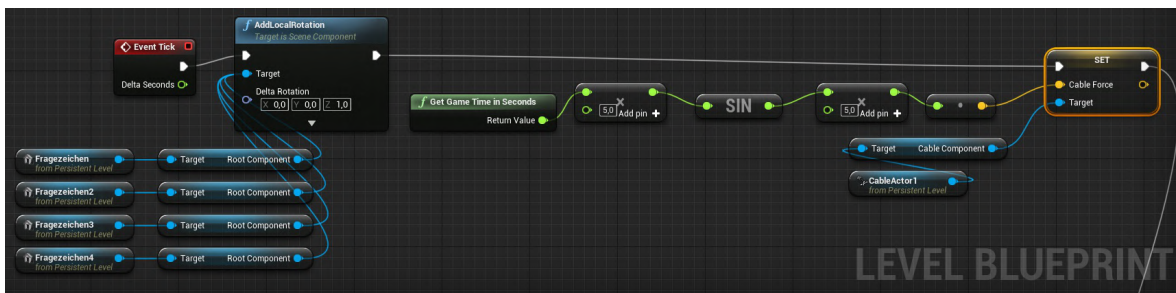 Event Tick
Delta Seconds
f AddLocalRotation
Target is Scene Component
Target
Delta Rotation
X 0,0 Y 0,0 Z 1,0
Fragezeichen
from Persistent Level
Target Root Component
Fragezeichen2
from Persistent Level
Target Root Component
Fragezeichen3
from Persistent Level
Target Root Component
Fragezeichen4
from Persistent Level
Target Root Component
f Get Game Time in Seconds
Return Value
×
5,0 Add pin +
SIN
×
5,0 Add pin +
SET
Cable Force
Target
Target Cable Component
CableActor1
from Persistent Level
LEVEL BLUEPRINT